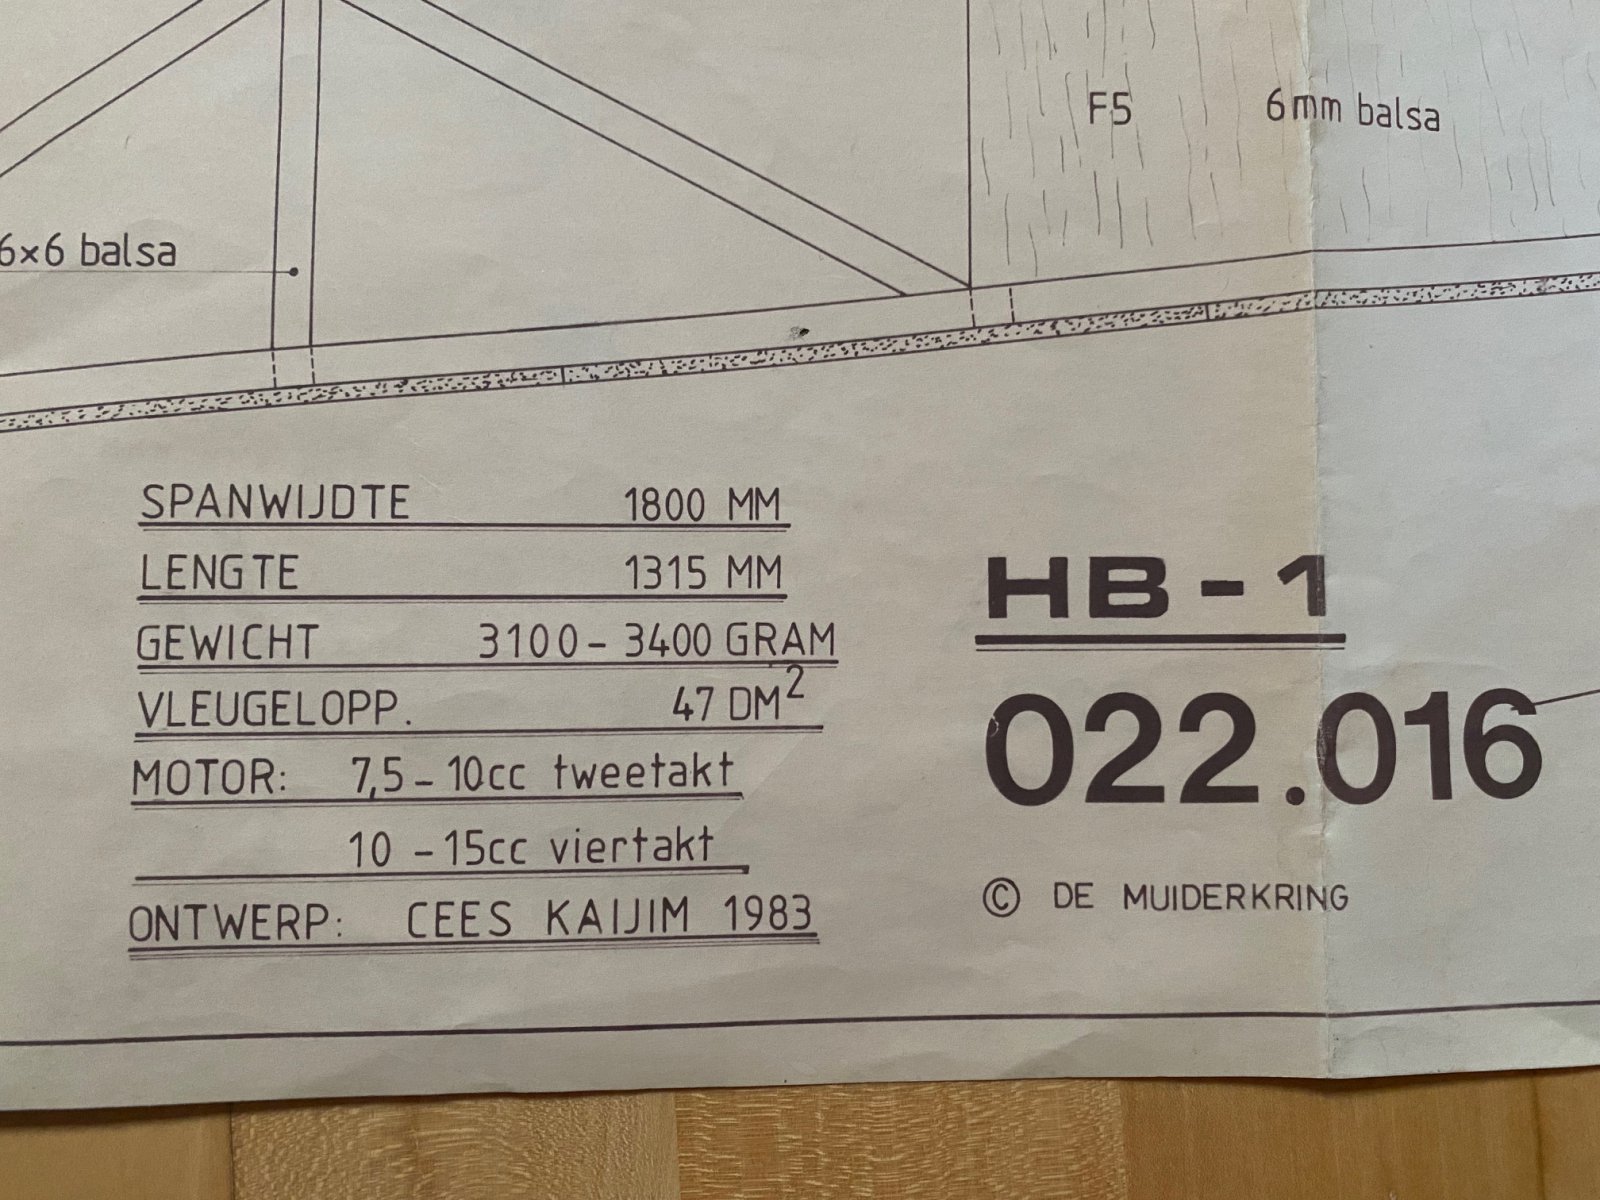 F5 6mm balsa
6×6 balsa
SPANWIJDTE 1800 MM
LENGTE 1315 MM
GEWICHT 3100 – 3400 GRAM
VLEUGELOPP. 47 DM²
MOTOR: 7,5 – 10cc tweetakt
10 – 15cc viertakt
ONTWERP: CEES KAIJIM 1983
HB - 1
022.016
© DE MUIDERKRING